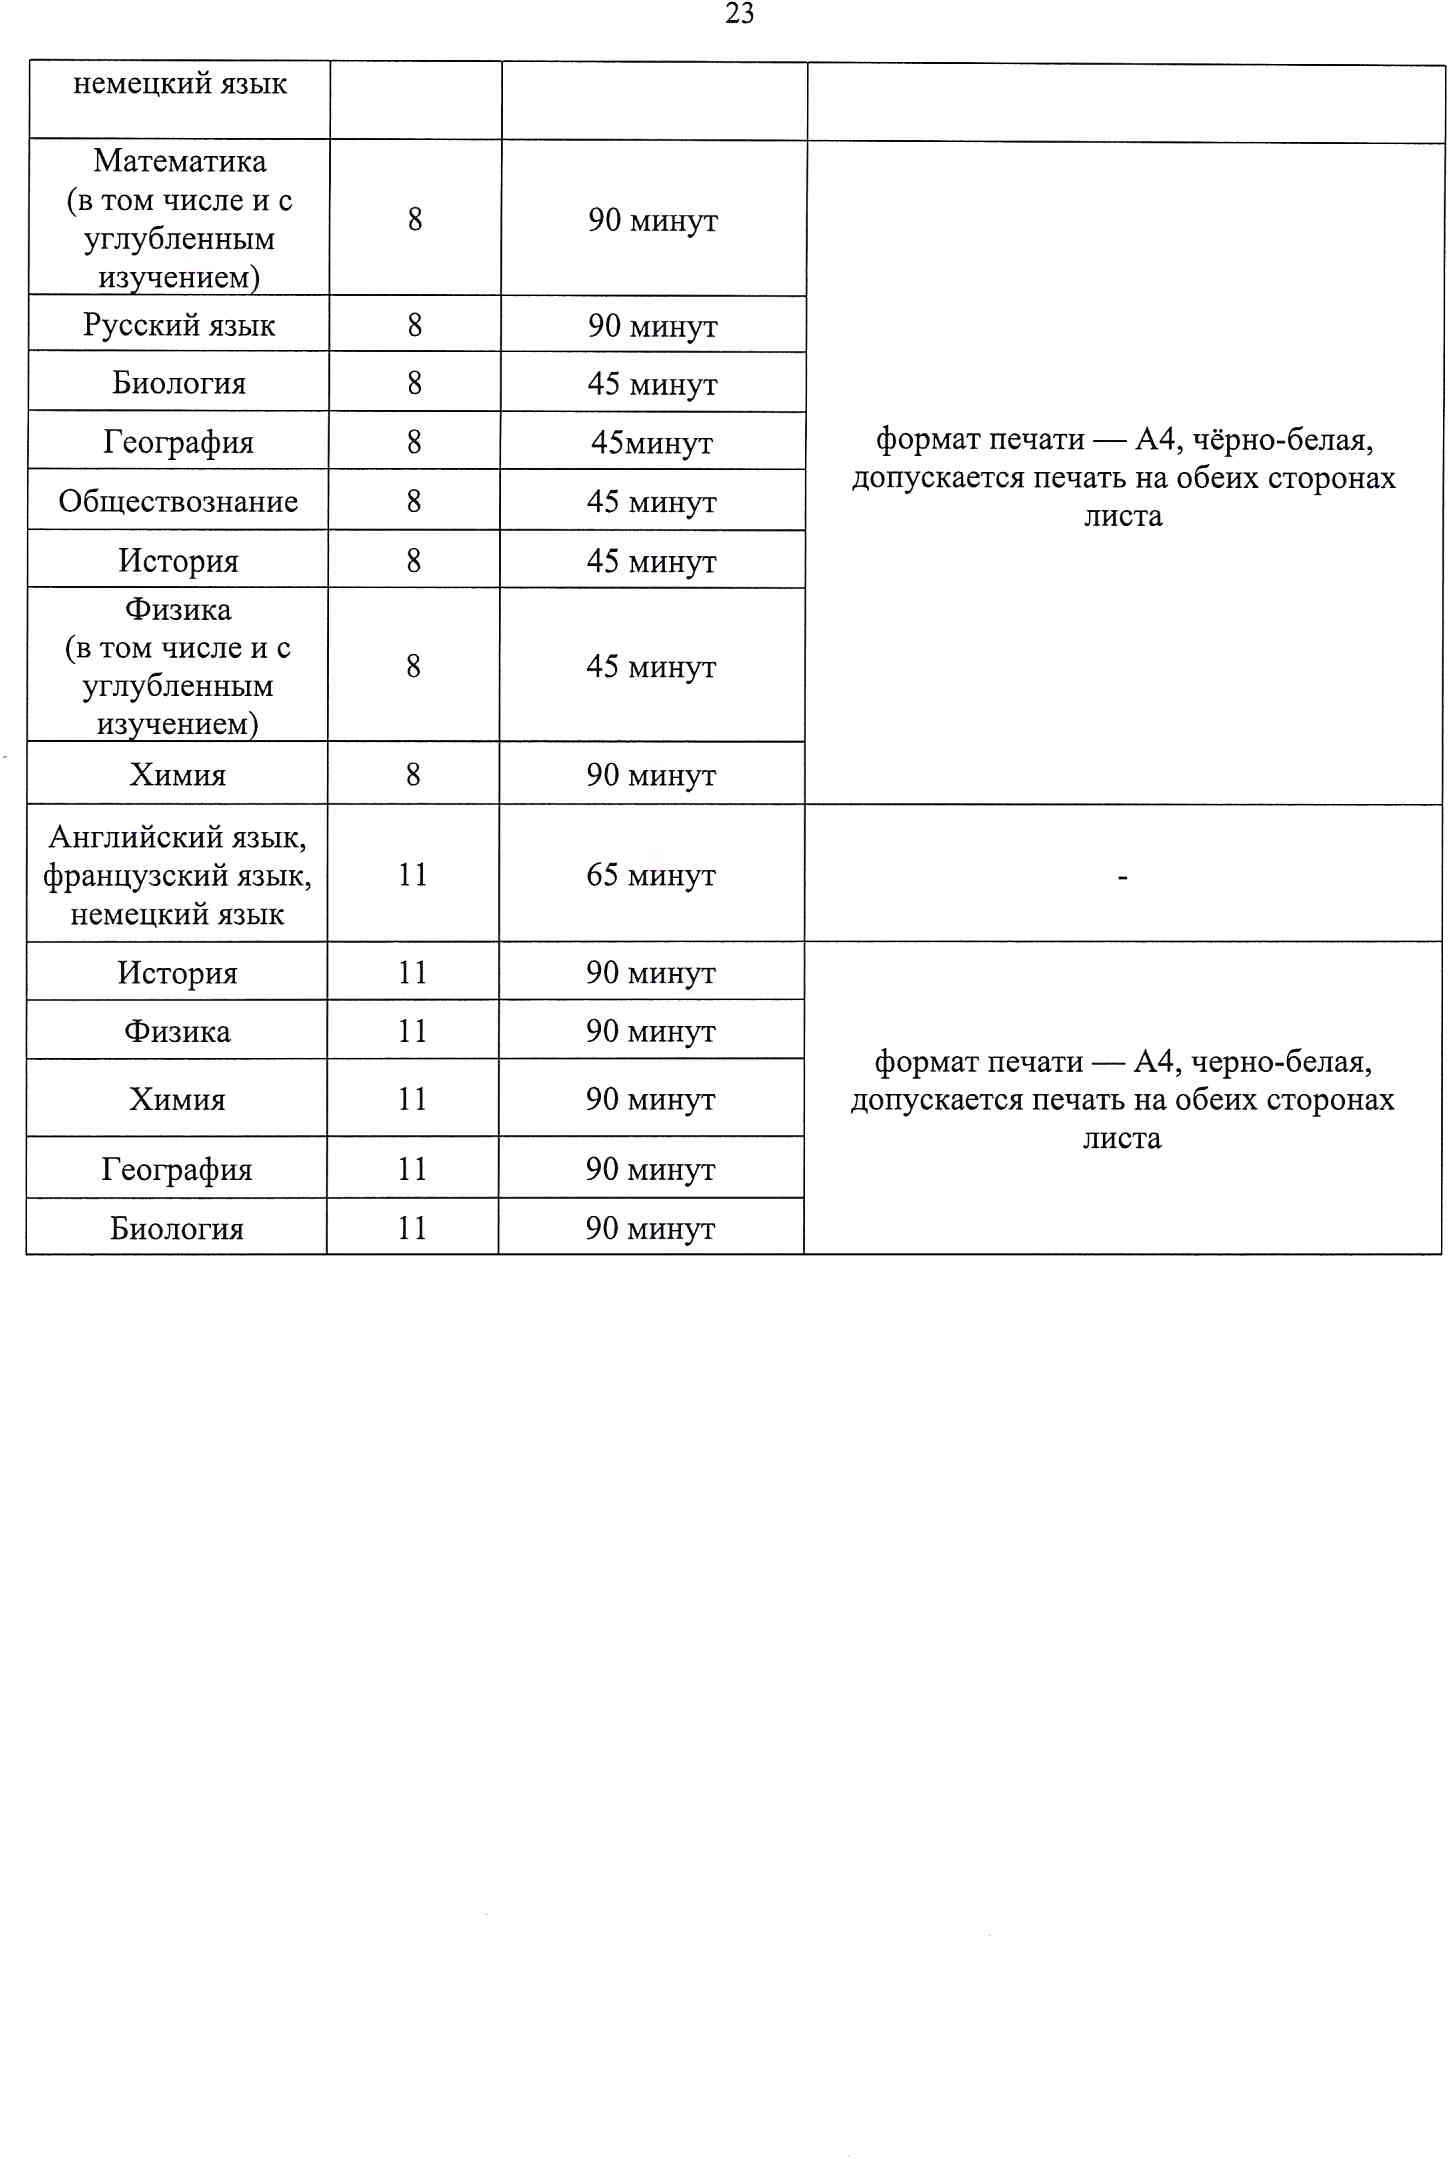 23
немецкий язык
Математика
(в том числе и с
углубленным
изучением)
8
90 минут
Русский язык
8
90 минут
Биология
8
45 минут
География
8
45минут
Обществознание
8
45 минут
История
8
45 минут
Физика
(в том числе и с
углубленным
изучением)
8
45 минут
Химия
8
90 минут
формат печати — А4, чёрно-белая,
допускается печать на обеих сторонах
листа
Английский язык,
французский язык,
немецкий язык
11
65 минут
-
История
11
90 минут
Физика
11
90 минут
Химия
11
90 минут
География
11
90 минут
Биология
11
90 минут
формат печати — А4, черно-белая,
допускается печать на обеих сторонах
листа